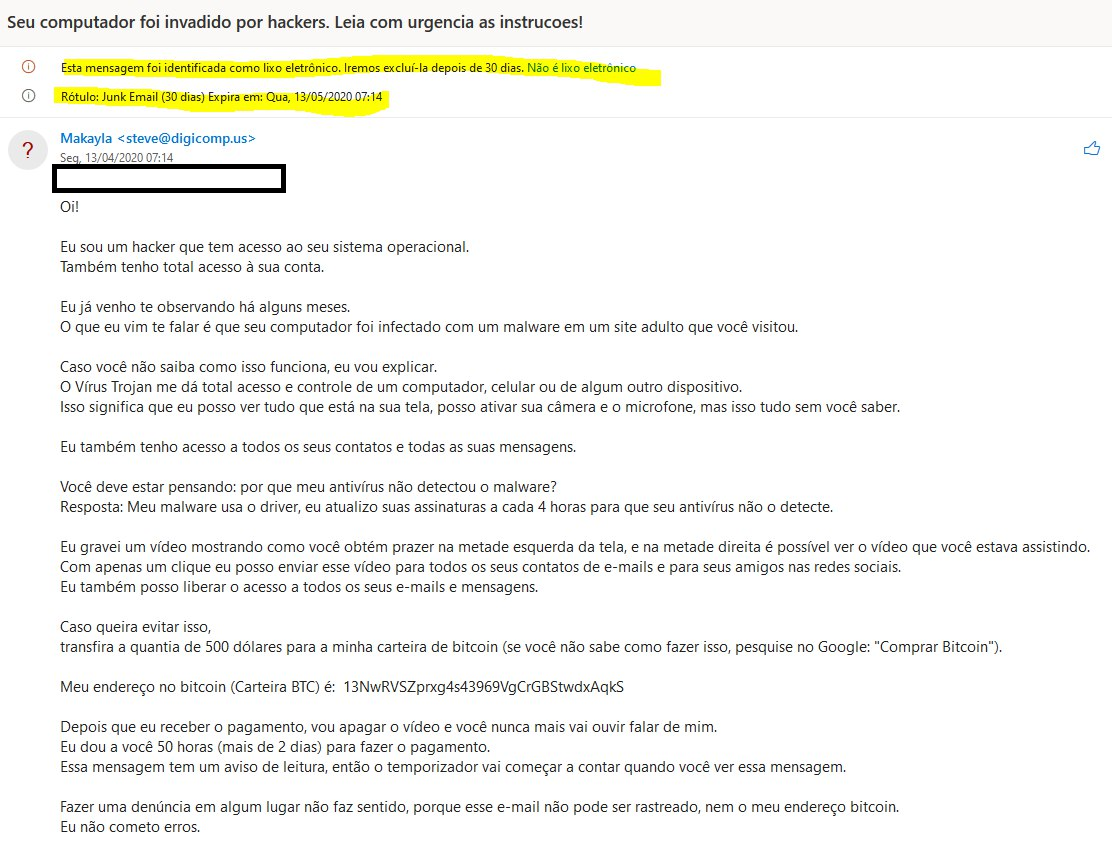 Seu computador foi invadido por hackers. Leia com urgencia as instrucoes!
Esta mensagem foi identificada como lixo eletrônico. Iremos excluí-la depois de 30 dias. Não é lixo eletrônico
Rótulo: Junk Email (30 dias) Expira em: Qua, 13/05/2020 07:14
?
Makayla <steve@digicomp.us>
Seg, 13/04/2020 07:14
Oi!
Eu sou um hacker que tem acesso ao seu sistema operacional.
Também tenho total acesso à sua conta.
Eu já venho te observando há alguns meses.
O que eu vim te falar é que seu computador foi infectado com um malware em um site adulto que você visitou.
Caso você não saiba como isso funciona, eu vou explicar.
O Vírus Trojan me dá total acesso e controle de um computador, celular ou de algum outro dispositivo.
Isso significa que eu posso ver tudo que está na sua tela, posso ativar sua câmera e o microfone, mas isso tudo sem você saber.
Eu também tenho acesso a todos os seus contatos e todas as suas mensagens.
Você deve estar pensando: por que meu antivírus não detectou o malware?
Resposta: Meu malware usa o driver, eu atualizo suas assinaturas a cada 4 horas para que seu antivírus não o detecte.
Eu gravei um vídeo mostrando como você obtém prazer na metade esquerda da tela, e na metade direita é possível ver o vídeo que você estava assistindo.
Com apenas um clique eu posso enviar esse vídeo para todos os seus contatos de e-mails e para seus amigos nas redes sociais.
Eu também posso liberar o acesso a todos os seus e-mails e mensagens.
Caso queira evitar isso,
transfira a quantia de 500 dólares para a minha carteira de bitcoin (se você não sabe como fazer isso, pesquise no Google: "Comprar Bitcoin").
Meu endereço no bitcoin (Carteira BTC) é:  13NwRVSZprxg4s43969VgCrGBStwdxAqkS
Depois que eu receber o pagamento, vou apagar o vídeo e você nunca mais vai ouvir falar de mim.
Eu dou a você 50 horas (mais de 2 dias) para fazer o pagamento.
Essa mensagem tem um aviso de leitura, então o temporizador vai começar a contar quando você ver essa mensagem.
Fazer uma denúncia em algum lugar não faz sentido, porque esse e-mail não pode ser rastreado, nem o meu endereço bitcoin.
Eu não cometo erros.